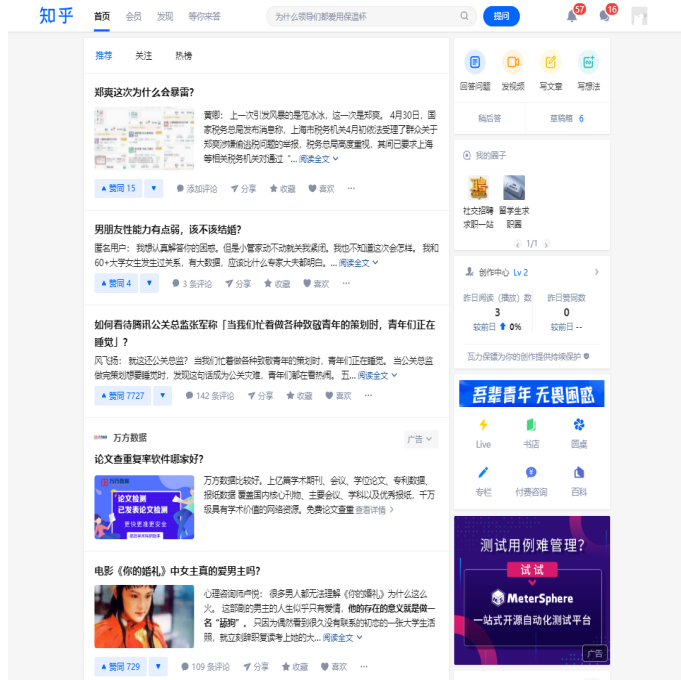 知乎 首页 会员 发现 等你来答 为什么领导们都爱用保温杯 提问 57 16
推荐 关注 热榜
郑爽这次为什么会暴雷?
黄卿: 上一次引发风暴的是范冰冰,这一次是郑爽。 4月30日,国
家税务总局发布消息称,上海市税务机关4月初依法受理了群众关于
郑爽涉嫌偷逃税问题的举报,税务总局高度重视,其间已要求上海
等相关税务机关对通过 “... 阅读全文
赞同 15 添加评论 分享 收藏 喜欢 ···
男朋友性能力有点弱,该不该结婚?
匿名用户: 我想认真解答你的困惑。但是小管家动不动就关我紧闭。我也不知道这次会怎样。 我和
60+大学女生发生过关系,有大数据,应该比什么专家大夫都明白。... 阅读全文
赞同 4 3 条评论 分享 收藏 喜欢 ···
如何看待腾讯公关总监张军称「当我们忙着做各种致敬青年的策划时,青年们正在
睡觉」?
风飞扬: 就这还公关总监? 当我们忙着做各种致敬青年的策划时,青年们正在睡觉。 当公关总监
做完策划想要睡觉时,发现这句话成为公关灾难,青年们都在看热闹。 五... 阅读全文
赞同 7727 142 条评论 分享 收藏 喜欢 ···
万方数据 广告
论文查重复率软件哪家好?
万方数据
论文检测
已发表论文检测
更快更准更安全
万方数据比较好。上亿篇学术期刊、会议、学位论文、专利数据、
报纸数据 覆盖国内核心刊物、主要会议、学科以及优秀报纸,千万
级具有学术价值的网络资源。免费论文查重 查看详情
电影《你的婚礼》中女主真的爱男主吗?
心理咨询师卢悦: 很多男人都无法理解《你的婚礼》为什么这么
火。 这部剧的男主的人生似乎只有爱情,他的存在的意义就是做一
名“舔狗”。 只因为偶然看到很久没有联系的初恋的一张大学生活
照,就立刻辞职复读考上她的大... 阅读全文
赞同 729 109 条评论 分享 收藏 喜欢 ···
回答问题 发视频 写文章 写想法
稍后答 草稿箱 6
我的圈子
社交招聘 留学生求
求职一站 职圈
1/1
创作中心 Lv 2
昨日阅读(播放)数 昨日赞同数
3 0
较前日 0% 较前日 --
瓦力保镖为你的创作提供持续保护
吾辈青年 无畏困惑
Live 书店 圆桌
专栏 付费咨询 百科
测试用例难管理?
试试
MeterSphere
一站式开源自动化测试平台
广告